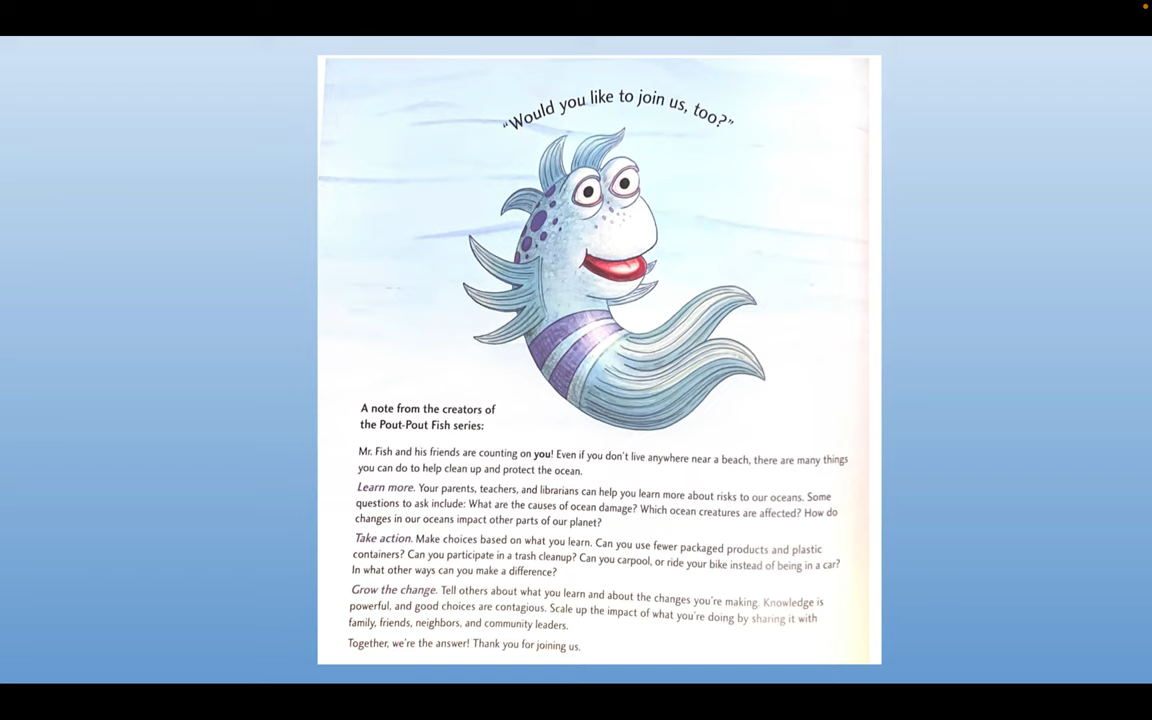 "Would you like to join us, too?"
A note from the creators of
the Pout-Pout Fish series:
Mr. Fish and his friends are counting on you! Even if you don't live anywhere near a beach, there are many things
you can do to help clean up and protect the ocean.
Learn more. Your parents, teachers, and librarians can help you learn more about risks to our oceans. Some
questions to ask include: What are the causes of ocean damage? Which ocean creatures are affected? How do
changes in our oceans impact other parts of our planet?
Take action. Make choices based on what you learn. Can you use fewer packaged products and plastic
containers? Can you participate in a trash cleanup? Can you carpool, or ride your bike instead of being in a car?
In what other ways can you make a difference?
Grow the change. Tell others about what you learn and about the changes you're making. Knowledge is
powerful, and good choices are contagious. Scale up the impact of what you're doing by sharing it with
family, friends, neighbors, and community leaders.
Together, we're the answer! Thank you for joining us.